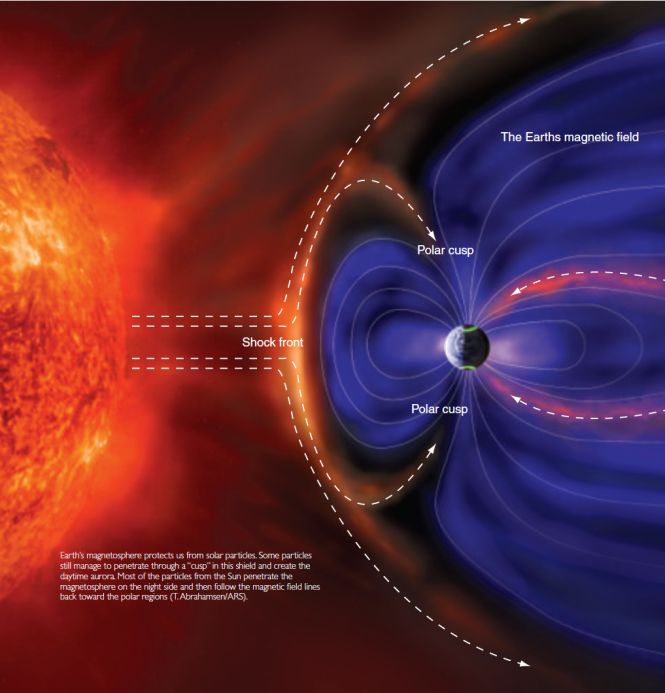 The Earths magnetic field
Polar cusp
Shock front
Polar cusp
Earth's magnetosphere protects us from solar particles. Some particles
still manage to penetrate through a "cusp" in this shield and create the
daytime aurora. Most of the particles from the Sun penetrate the
magnetosphere on the night side and then follow the magnetic field lines
back toward the polar regions (T. Abrahamsen/ARS).